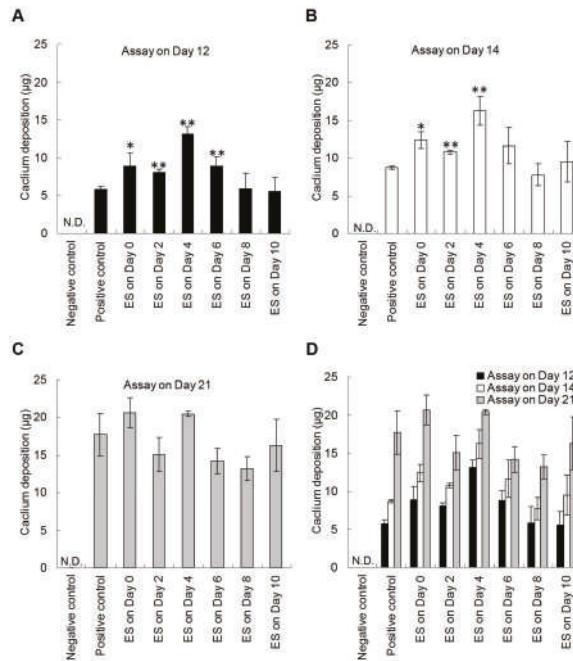 A
Assay on Day 12
Caclium deposition (μg)
25
20
15
10
5
0
N.D.
*
**
**
**
Negative control
Positive control
ES on Day 0
ES on Day 2
ES on Day 4
ES on Day 6
ES on Day 8
ES on Day 10
B
Assay on Day 14
Caclium deposition (μg)
25
20
15
10
5
0
N.D.
*
**
**
Negative control
Positive control
ES on Day 0
ES on Day 2
ES on Day 4
ES on Day 6
ES on Day 8
ES on Day 10
C
Assay on Day 21
Caclium deposition (μg)
25
20
15
10
5
0
N.D.
Negative control
Positive control
ES on Day 0
ES on Day 2
ES on Day 4
ES on Day 6
ES on Day 8
ES on Day 10
D
Assay on Day 12
Assay on Day 14
Assay on Day 21
Caclium deposition (μg)
25
20
15
10
5
0
N.D.
Negative control
Positive control
ES on Day 0
ES on Day 2
ES on Day 4
ES on Day 6
ES on Day 8
ES on Day 10